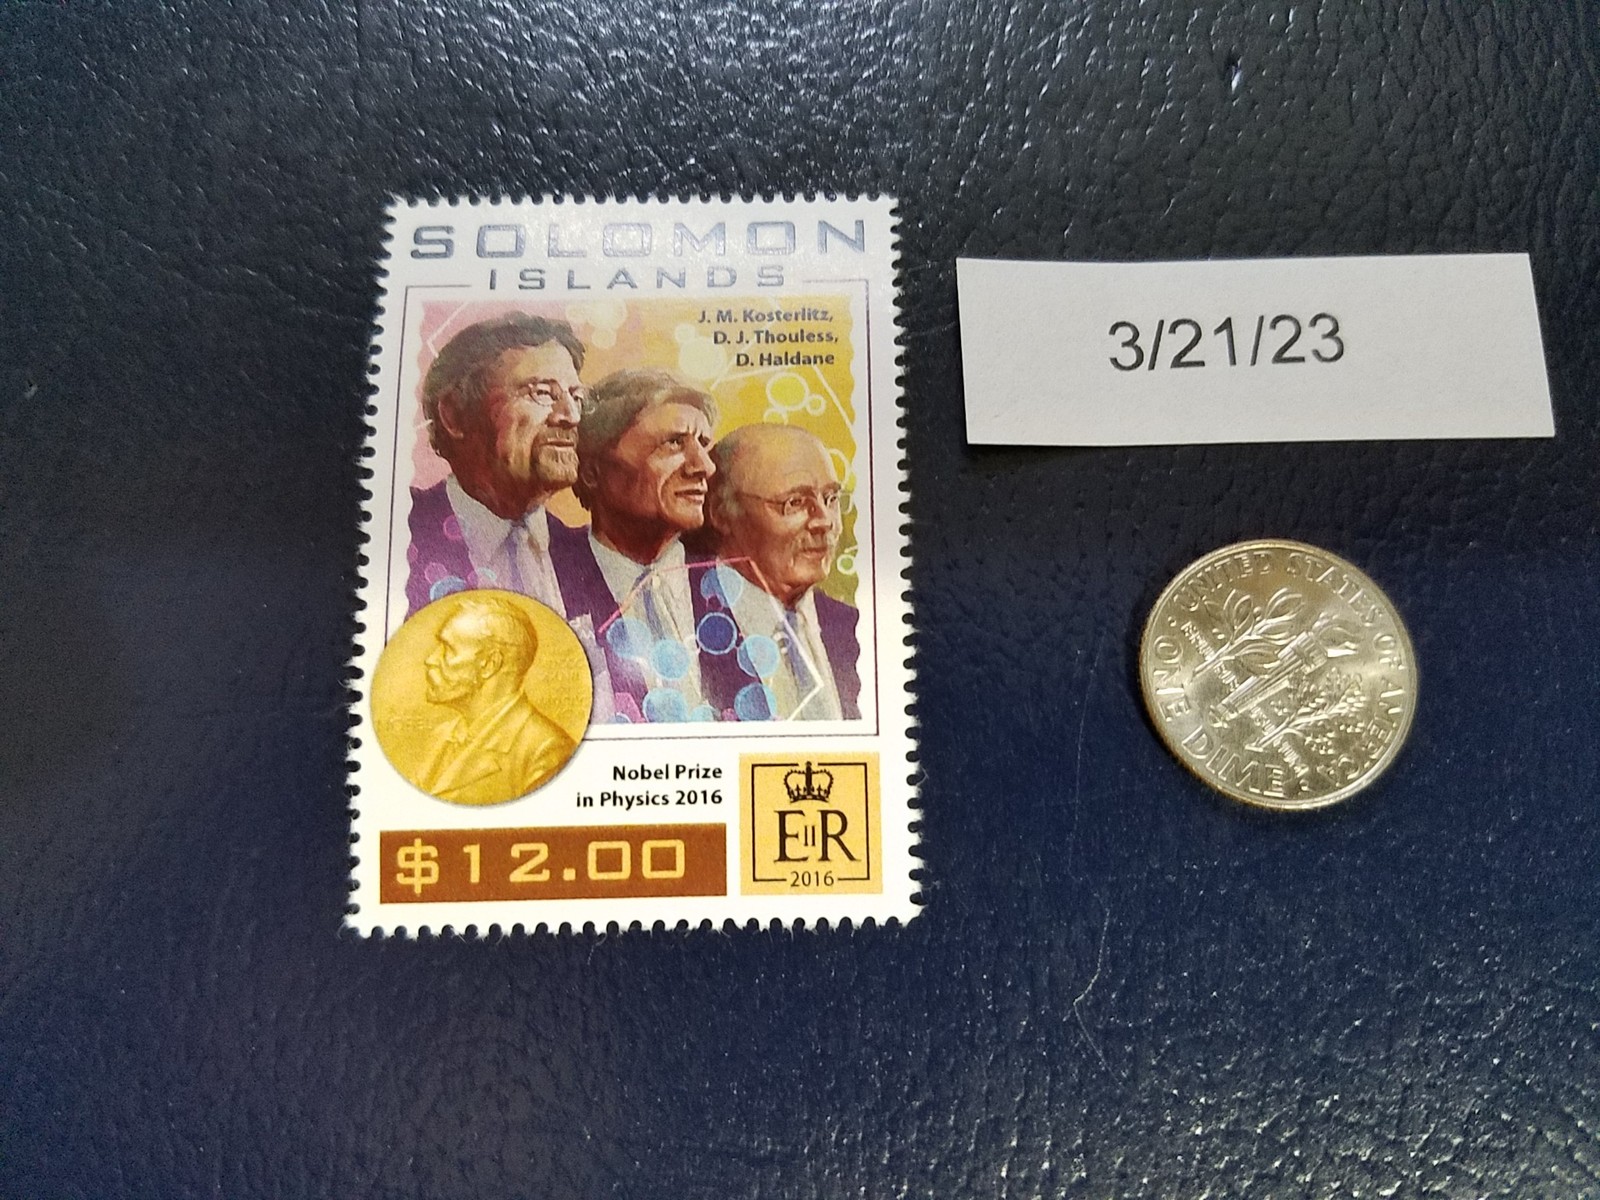 SOLOMON
ISLANDS
J. M. Kosterlitz,
D. J. Thouless,
D. Haldane
Nobel Prize
in Physics 2016
$12.00
EIIR
2016
3/21/23
UNITED STATES OF AMERICA
ONE DIME